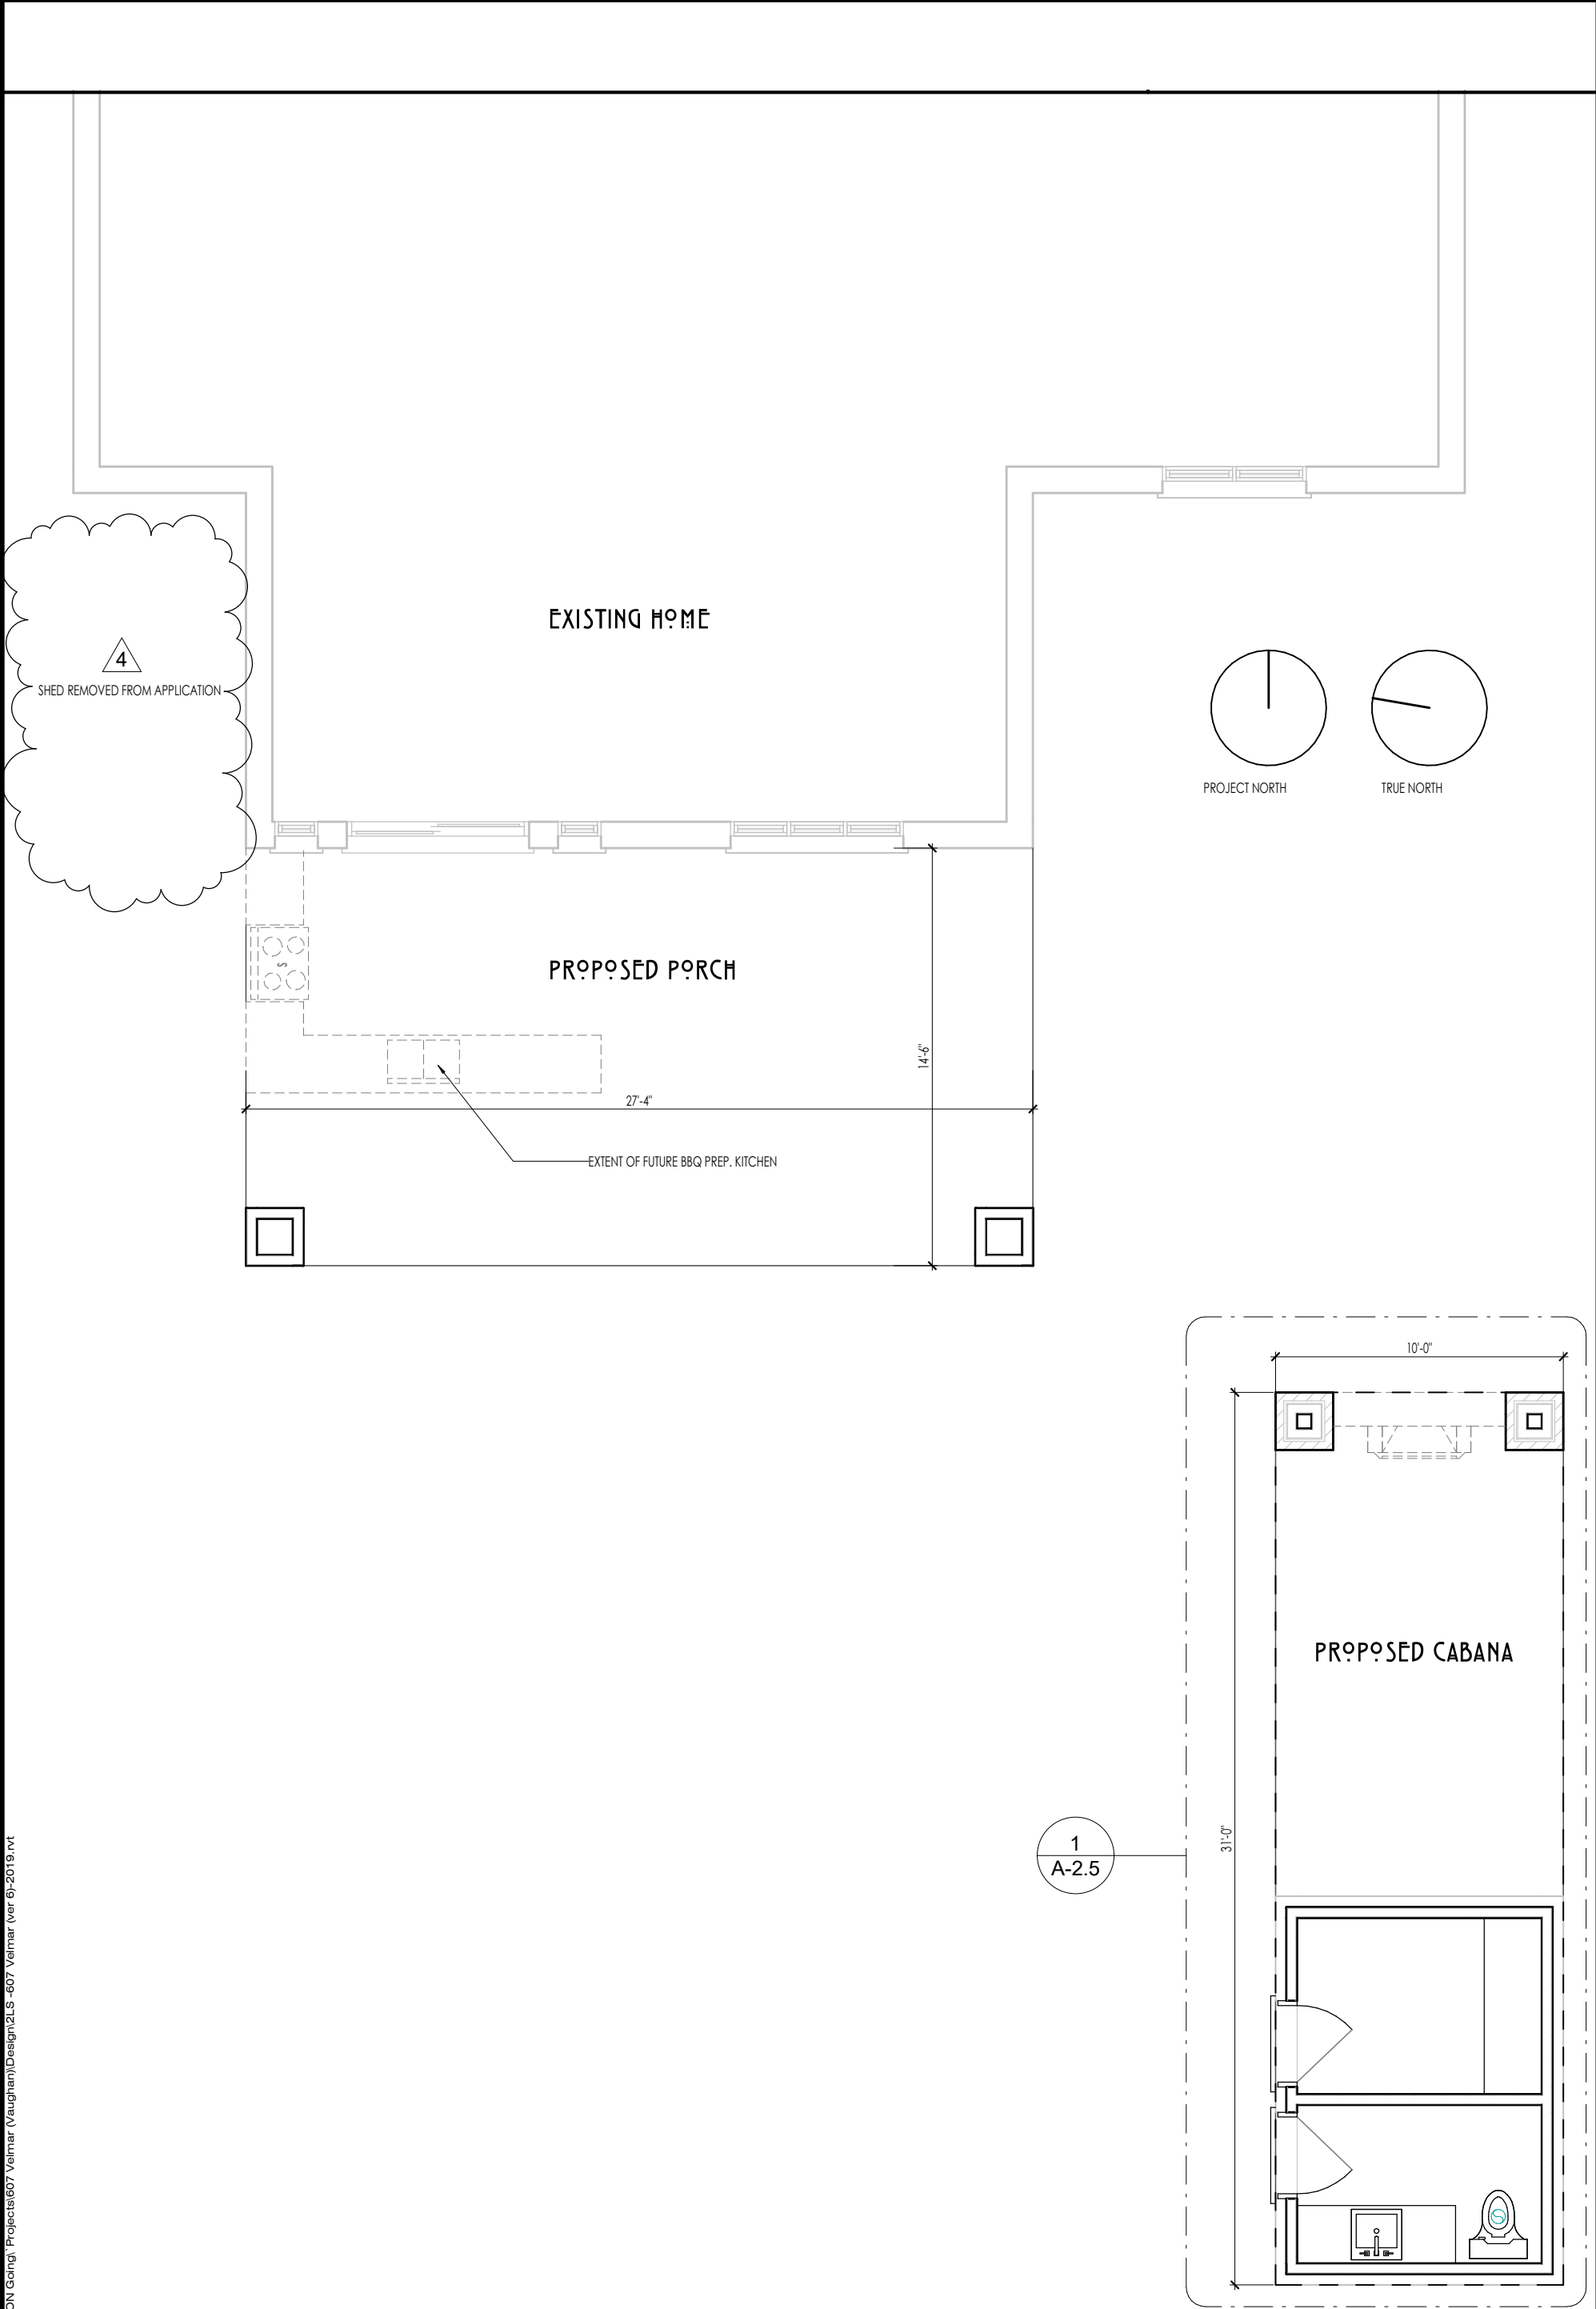 EXISTING HOME
4
SHED REMOVED FROM APPLICATION
PROJECT NORTH
TRUE NORTH
S
PROPOSED PORCH
14'-6"
27'-4"
EXTENT OF FUTURE BBQ PREP. KITCHEN
10'-0"
PROPOSED CABANA
31'-0"
1
A-2.5
S
ON Going\`Projects\607 Velmar (Vaughan)\Design\2LS -607 Velmar (ver 6)-2019.rvt